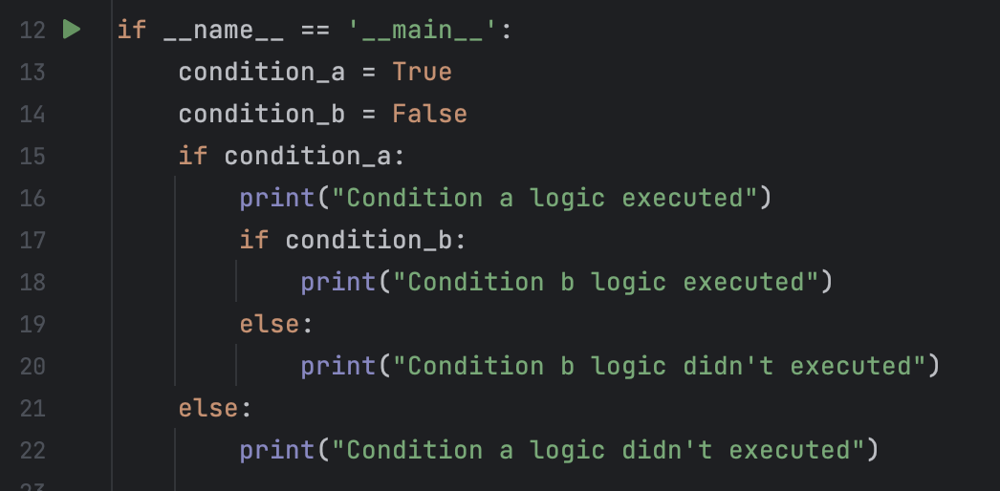 12 if __name__ == '__main__':
13     condition_a = True
14     condition_b = False
15     if condition_a:
16         print("Condition a logic executed")
17         if condition_b:
18             print("Condition b logic executed")
19         else:
20             print("Condition b logic didn't executed")
21     else:
22         print("Condition a logic didn't executed")
23